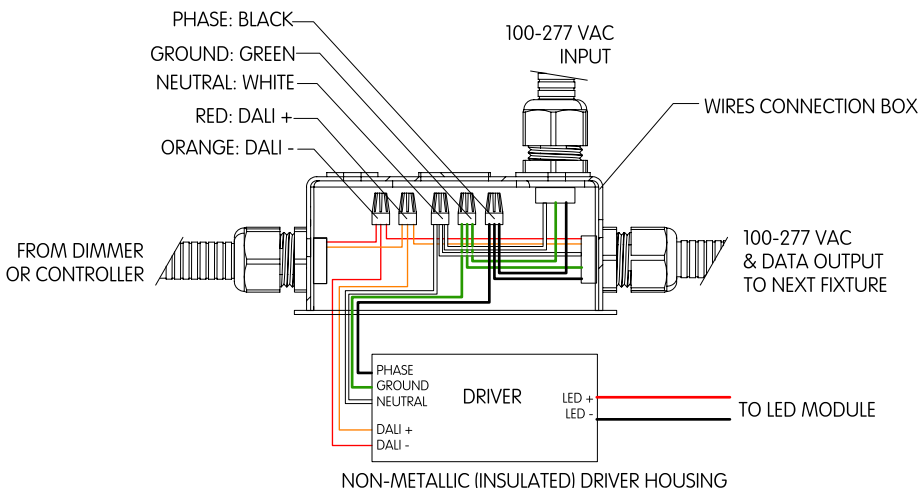 PHASE: BLACK
GROUND: GREEN
NEUTRAL: WHITE
RED: DALI +
ORANGE: DALI -
100-277 VAC
INPUT
WIRES CONNECTION BOX
FROM DIMMER
OR CONTROLLER
100-277 VAC
& DATA OUTPUT
TO NEXT FIXTURE
PHASE
GROUND
NEUTRAL
DALI +
DALI -
DRIVER
LED +
LED -
TO LED MODULE
NON-METALLIC (INSULATED) DRIVER HOUSING